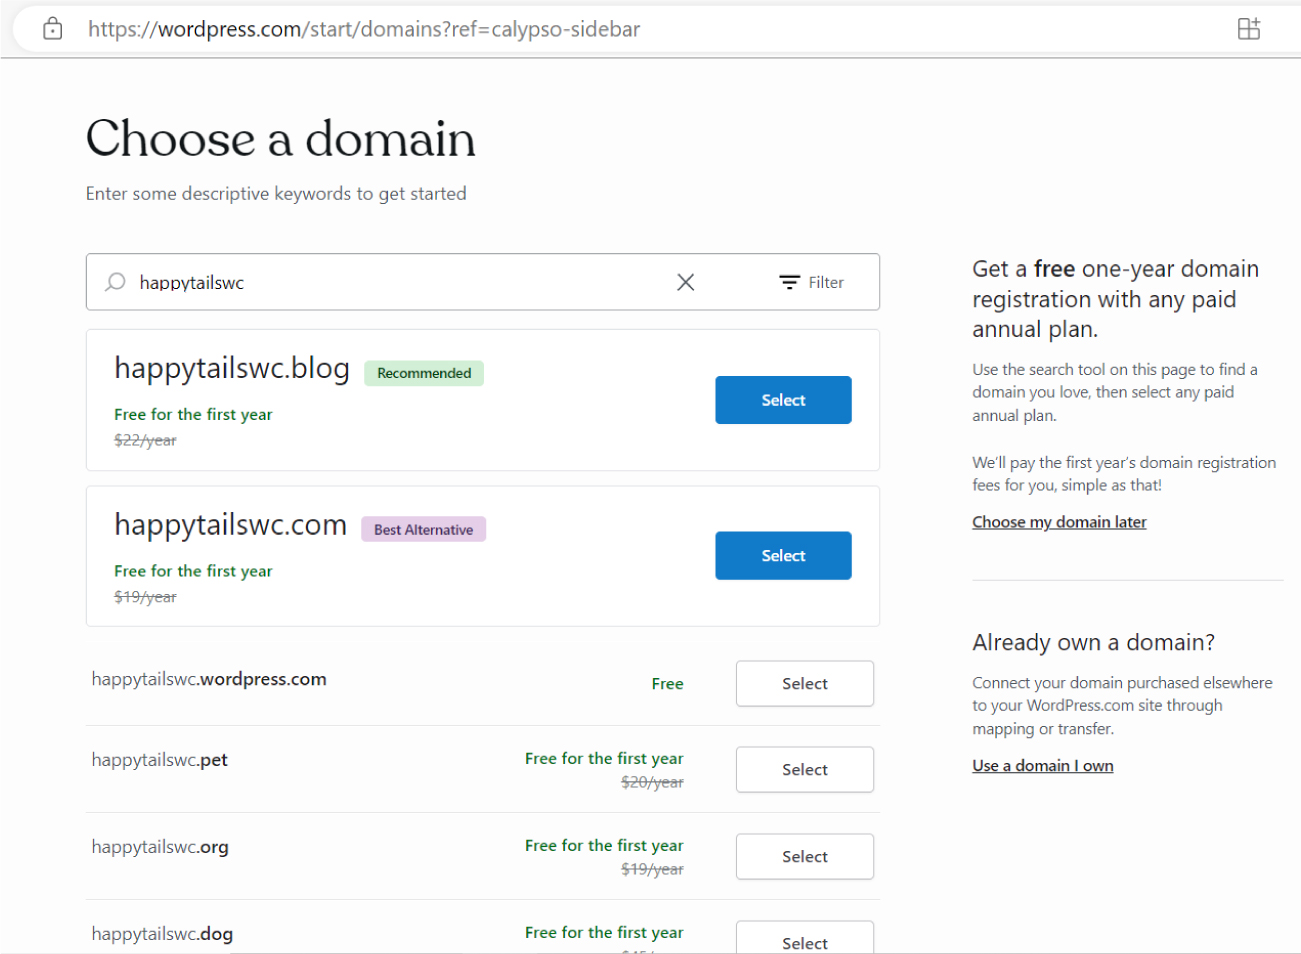 https://wordpress.com/start/domains?ref=calypso-sidebar
Choose a domain
Enter some descriptive keywords to get started
happytailswc
Filter
happytailswc.blog Recommended
Free for the first year
$22/year
Select
happytailswc.com Best Alternative
Free for the first year
$19/year
Select
happytailswc.wordpress.com
Free
Select
happytailswc.pet
Free for the first year
$20/year
Select
happytailswc.org
Free for the first year
$19/year
Select
happytailswc.dog
Free for the first year
Select
Get a free one-year domain
registration with any paid
annual plan.
Use the search tool on this page to find a
domain you love, then select any paid
annual plan.
We'll pay the first year's domain registration
fees for you, simple as that!
Choose my domain later
Already own a domain?
Connect your domain purchased elsewhere
to your WordPress.com site through
mapping or transfer.
Use a domain I own